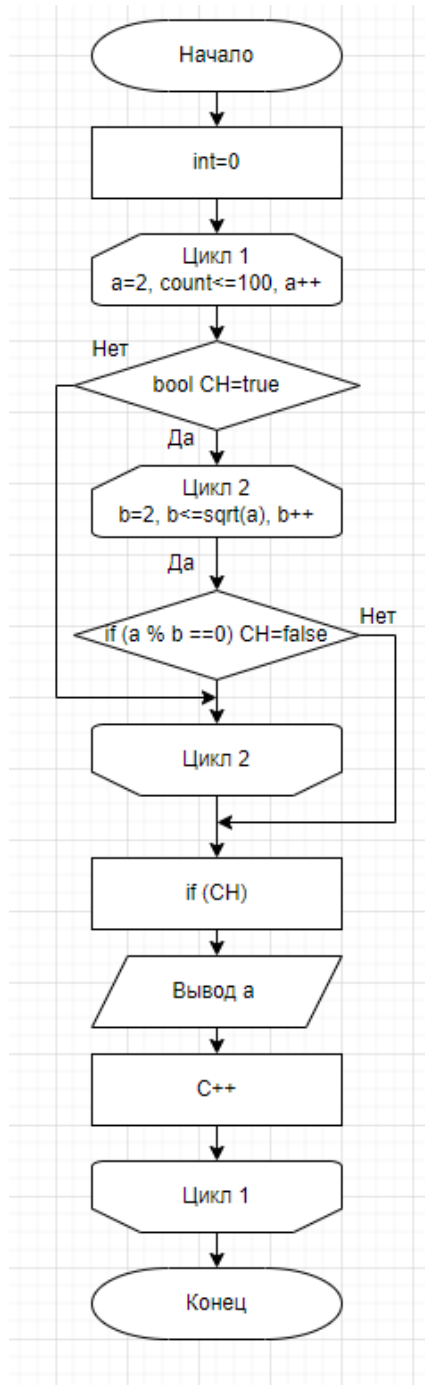 Начало
int=0
Цикл 1
a=2, count<=100, a++
Нет
bool CH=true
Да
Цикл 2
b=2, b<=sqrt(a), b++
Да
Нет
if (a % b ==0) CH=false
Цикл 2
if (CH)
Вывод a
C++
Цикл 1
Конец